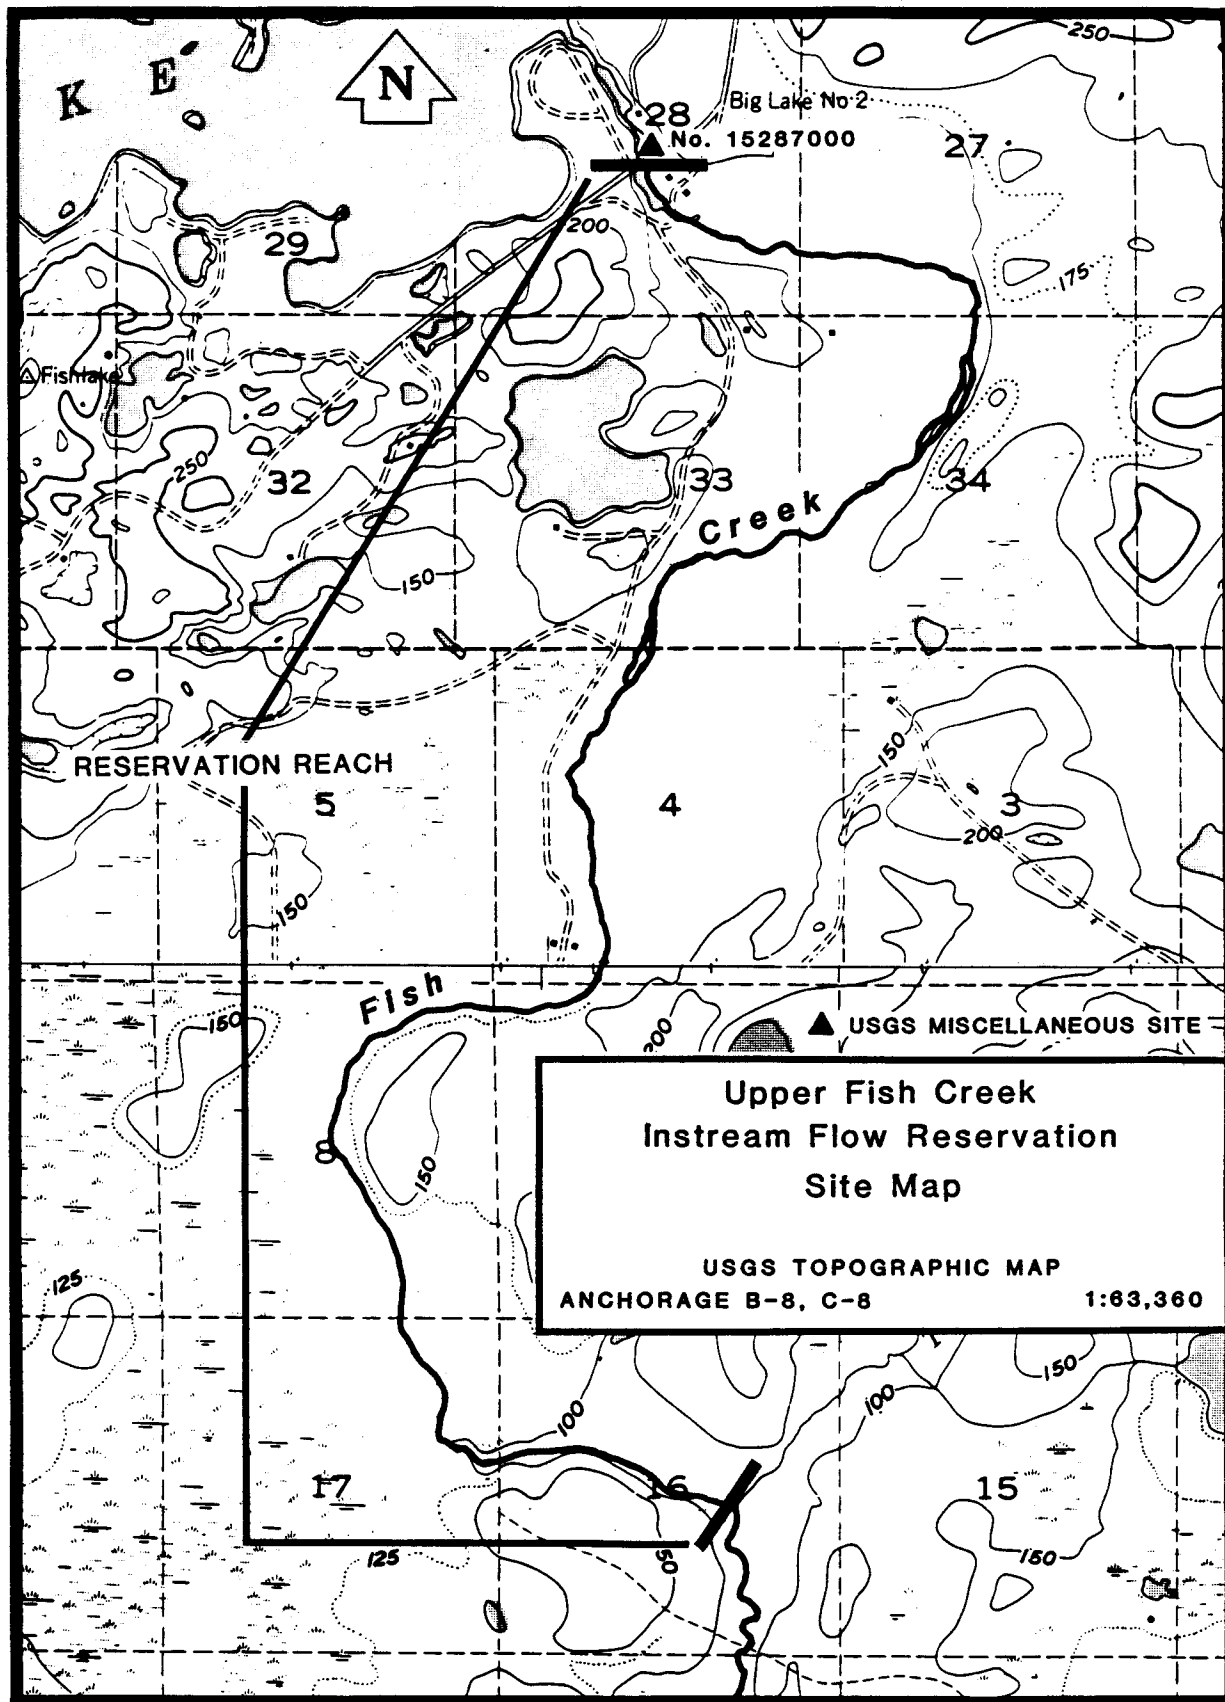 250
K E
N
Big Lake No 2
28
No. 15287000
27
29
200
175
Fishlake
250
32
33
34
Creek
150
150
RESERVATION REACH
5
4
3
200
150
Fish
150
200
USGS MISCELLANEOUS SITE
8
150
Upper Fish Creek
Instream Flow Reservation
Site Map
USGS TOPOGRAPHIC MAP
ANCHORAGE B-8, C-8 1:63,360
125
150
100
100
17
16
15
125
50
150